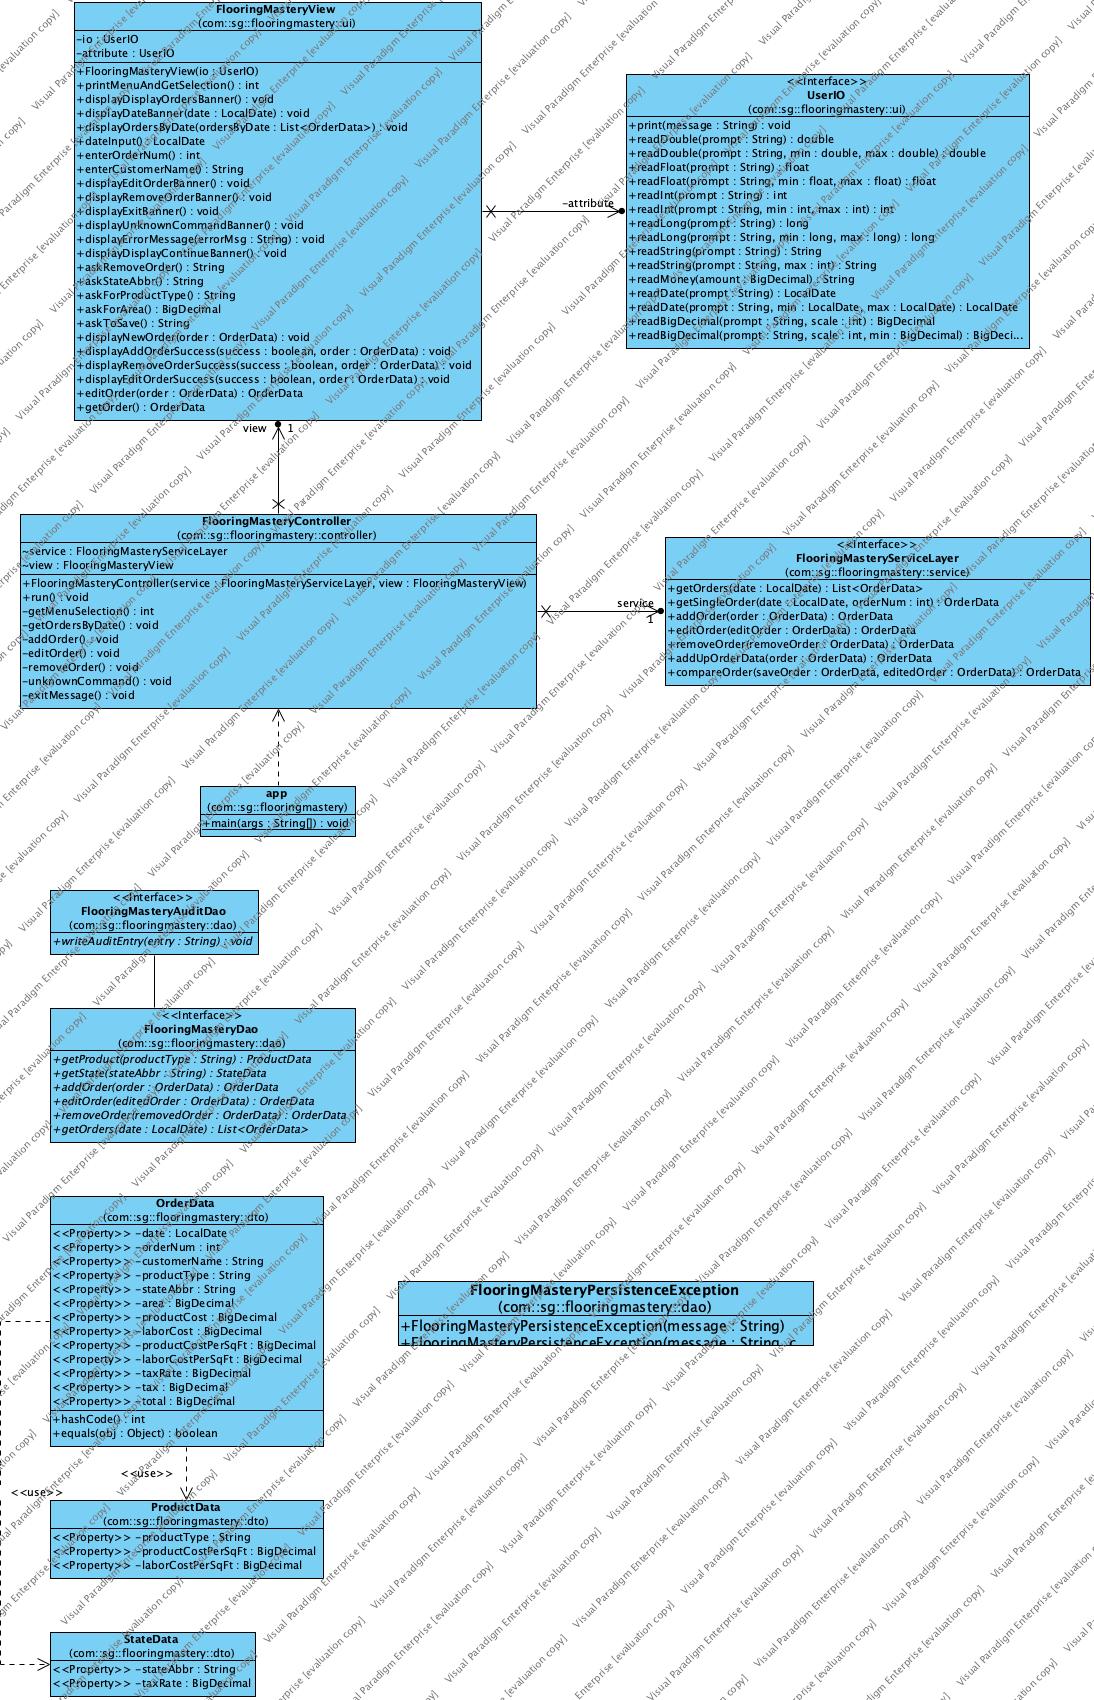 FlooringMasteryView
(com::sg::flooringmastery::ui)
-io : UserIO
-attribute : UserIO
+FlooringMasteryView(io : UserIO)
+printMenuAndGetSelection() : int
+displayDisplayOrdersBanner() : void
+displayDateBanner(date : LocalDate) : void
+displayOrdersByDate(ordersByDate : List<OrderData>) : void
+dateInput() : LocalDate
+enterOrderNum() : int
+enterCustomerName() : String
+displayEditOrderBanner() : void
+displayRemoveOrderBanner() : void
+displayExitBanner() : void
+displayUnknownCommandBanner() : void
+displayErrorMessage(errorMsg : String) : void
+displayDisplayContinueBanner() : void
+askRemoveOrder() : String
+askStateAbbr() : String
+askForProductType() : String
+askForArea() : BigDecimal
+askToSave() : String
+displayNewOrder(order : OrderData) : void
+displayAddOrderSuccess(success : boolean, order : OrderData) : void
+displayRemoveOrderSuccess(success : boolean, order : OrderData) : void
+displayEditOrderSuccess(success : boolean, order : OrderData) : void
+editOrder(order : OrderData) : OrderData
+getOrder() : OrderData
<<Interface>>
UserIO
(com::sg::flooringmastery::ui)
+print(message : String) : void
+readDouble(prompt : String) : double
+readDouble(prompt : String, min : double, max : double) : double
+readFloat(prompt : String) : float
+readFloat(prompt : String, min : float, max : float) : float
+readInt(prompt : String) : int
+readInt(prompt : String, min : int, max : int) : int
+readLong(prompt : String) : long
+readLong(prompt : String, min : long, max : long) : long
+readString(prompt : String) : String
+readString(prompt : String, max : int) : String
+readMoney(amount : BigDecimal) : String
+readDate(prompt : String) : LocalDate
+readDate(prompt : String, min : LocalDate, max : LocalDate) : LocalDate
+readBigDecimal(prompt : String, scale : int) : BigDecimal
+readBigDecimal(prompt : String, scale : int, min : BigDecimal) : BigDeci...
-attribute
view 1
FlooringMasteryController
(com::sg::flooringmastery::controller)
~service : FlooringMasteryServiceLayer
~view : FlooringMasteryView
+FlooringMasteryController(service : FlooringMasteryServiceLayer, view : FlooringMasteryView)
+run() : void
-getMenuSelection() : int
-getOrdersByDate() : void
-addOrder() : void
-editOrder() : void
-removeOrder() : void
-unknownCommand() : void
-exitMessage() : void
service
1
<<Interface>>
FlooringMasteryServiceLayer
(com::sg::flooringmastery::service)
+getOrders(date : LocalDate) : List<OrderData>
+getSingleOrder(date : LocalDate, orderNum : int) : OrderData
+addOrder(order : OrderData) : OrderData
+editOrder(editOrder : OrderData) : OrderData
+removeOrder(removeOrder : OrderData) : OrderData
+addUpOrderData(order : OrderData) : OrderData
+compareOrder(saveOrder : OrderData, editedOrder : OrderData) : OrderData
app
(com::sg::flooringmastery)
+main(args : String[]) : void
<<Interface>>
FlooringMasteryAuditDao
(com::sg::flooringmastery::dao)
+writeAuditEntry(entry : String) : void
<<Interface>>
FlooringMasteryDao
(com::sg::flooringmastery::dao)
+getProduct(productType : String) : ProductData
+getState(stateAbbr : String) : StateData
+addOrder(order : OrderData) : OrderData
+editOrder(editedOrder : OrderData) : OrderData
+removeOrder(removedOrder : OrderData) : OrderData
+getOrders(date : LocalDate) : List<OrderData>
OrderData
(com::sg::flooringmastery::dto)
<<Property>> -date : LocalDate
<<Property>> -orderNum : int
<<Property>> -customerName : String
<<Property>> -productType : String
<<Property>> -stateAbbr : String
<<Property>> -area : BigDecimal
<<Property>> -productCost : BigDecimal
<<Property>> -laborCost : BigDecimal
<<Property>> -productCostPerSqFt : BigDecimal
<<Property>> -laborCostPerSqFt : BigDecimal
<<Property>> -taxRate : BigDecimal
<<Property>> -tax : BigDecimal
<<Property>> -total : BigDecimal
+hashCode() : int
+equals(obj : Object) : boolean
FlooringMasteryPersistenceException
(com::sg::flooringmastery::dao)
+FlooringMasteryPersistenceException(message : String)
+FlooringMasteryPersistenceException(message : String
<<use>>
<<use>>
ProductData
(com::sg::flooringmastery::dto)
<<Property>> -productType : String
<<Property>> -productCostPerSqFt : BigDecimal
<<Property>> -laborCostPerSqFt : BigDecimal
StateData
(com::sg::flooringmastery::dto)
<<Property>> -stateAbbr : String
<<Property>> -taxRate : BigDecimal
Visual Paradigm Enterprise [evaluation copy]